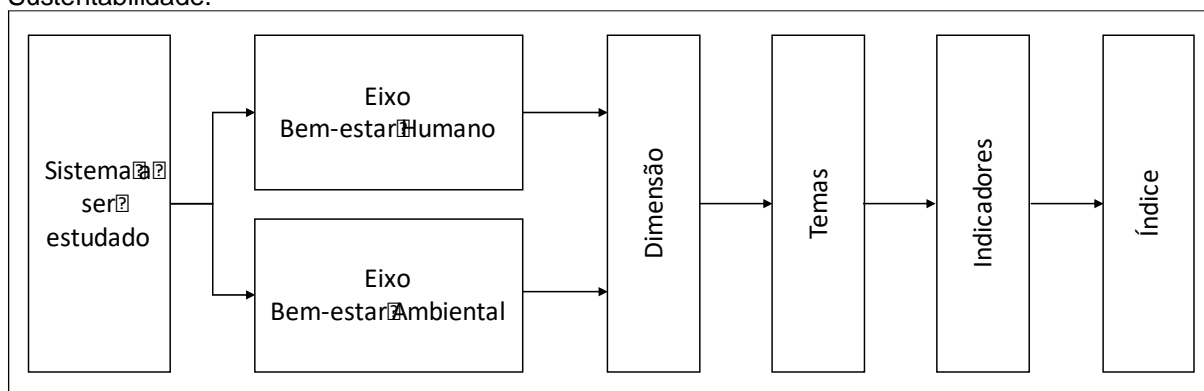 Sustentabilidade.
Sistema a
ser
estudado
Eixo
Bem-estar Humano
Eixo
Bem-estar Ambiental
Dimensão
Temas
Indicadores
Índice